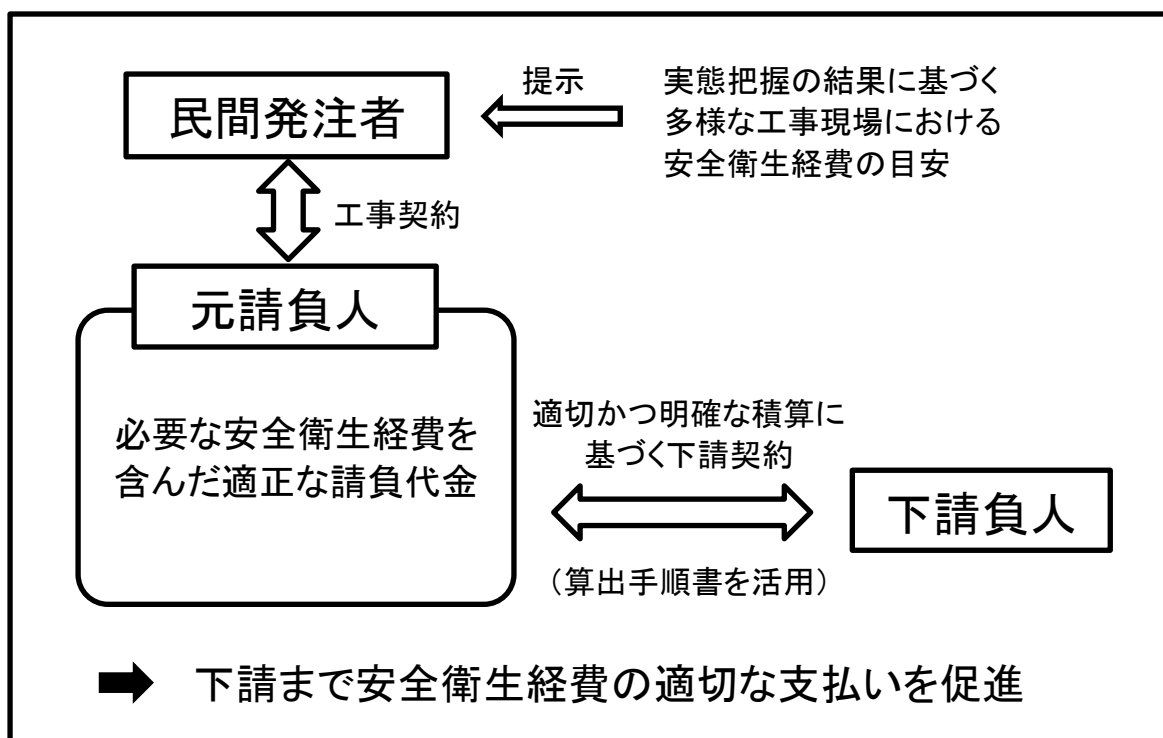 民間発注者
提示
実態把握の結果に基づく
多様な工事現場における
安全衛生経費の目安
工事契約
元請負人
必要な安全衛生経費を
含んだ適正な請負代金
適切かつ明確な積算に
基づく下請契約
(算出手順書を活用)
下請負人
下請まで安全衛生経費の適切な支払いを促進